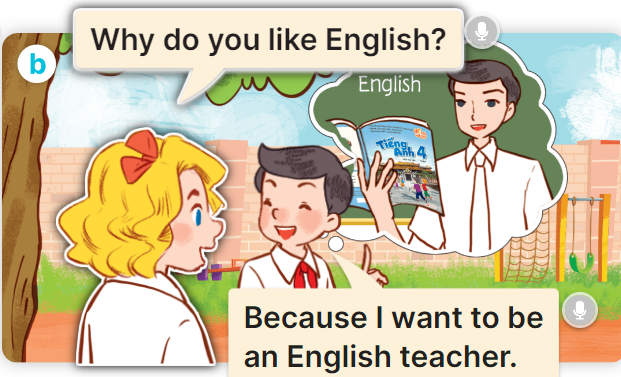 b
Why do you like English?
English
Tiếng
Anh 4
Because I want to be
an English teacher.